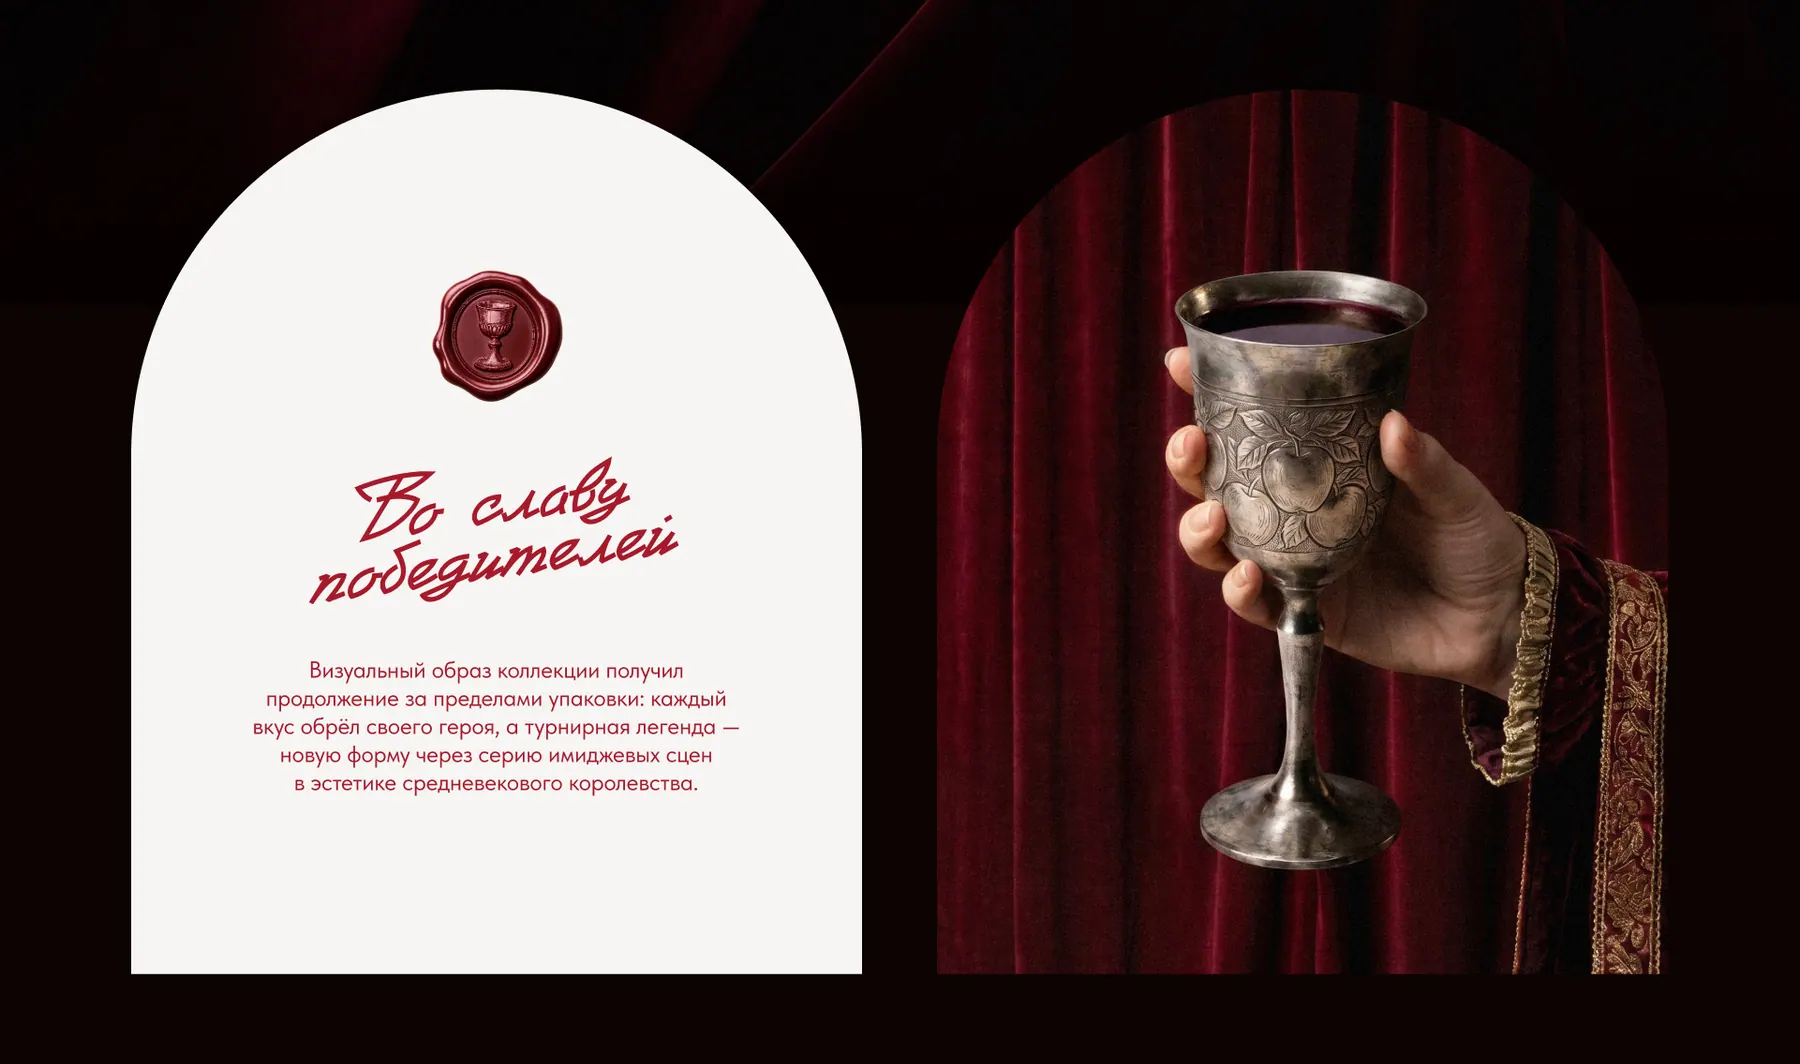 Во славу
победителей
Визуальный образ коллекции получил
продолжение за пределами упаковки: каждый
вкус обрёл своего героя, а турнирная легенда —
новую форму через серию имиджевых сцен
в эстетике средневекового королевства.